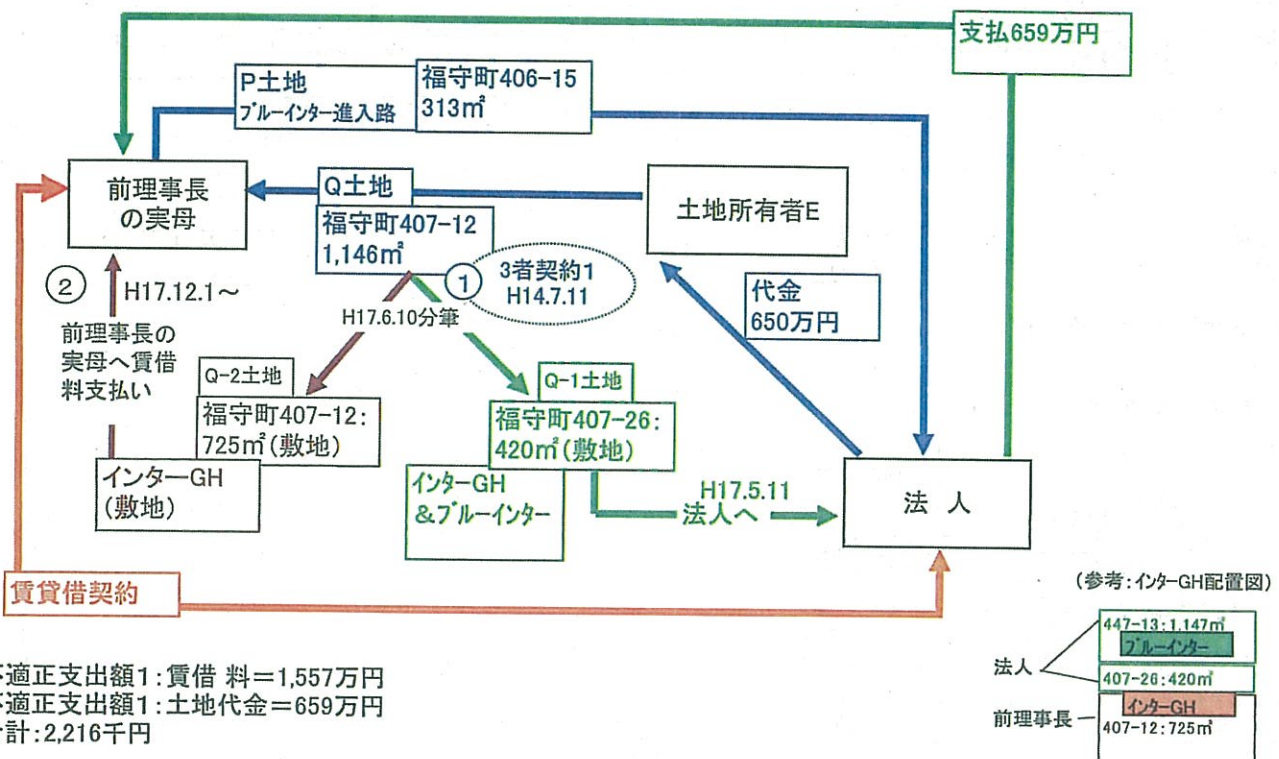 支払659万円
P土地
ブルーインター進入路
福守町406-15
313㎡
前理事長
の実母
Q土地
福守町407-12
1,146㎡
土地所有者E
① 3者契約1
H14.7.11
② H17.12.1～
前理事長の
実母へ賃借
料支払い
H17.6.10分筆
代金
650万円
Q-2土地
福守町407-12:
725㎡(敷地)
インターGH
(敷地)
Q-1土地
福守町407-26:
420㎡(敷地)
インターGH
&ブルーインター
H17.5.11
法人へ
法 人
賃貸借契約
(参考:インターGH配置図)
447-13:1,147㎡
ブルーインター
法人
407-26:420㎡
インターGH
前理事長
407-12:725㎡
適正支出額1:賃借 料=1,557万円
適正支出額1:土地代金=659万円
計:2,216千円